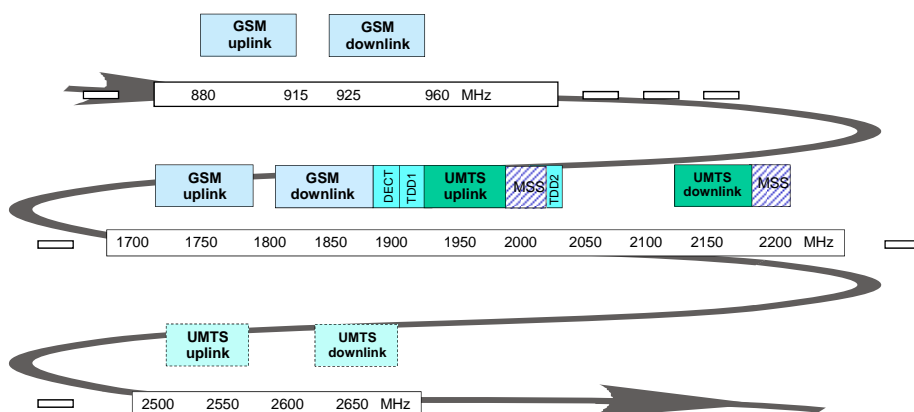 GSM GSM
uplink downlink
880 915 925 960 MHz
GSM uplink
GSM downlink
DECT
TDD1
UMTS uplink
MSS
TDD2
UMTS downlink
MSS
1700 1750 1800 1850 1900 1950 2000 2050 2100 2150 2200 MHz
UMTS UMTS
uplink downlink
2500 2550 2600 2650 MHz